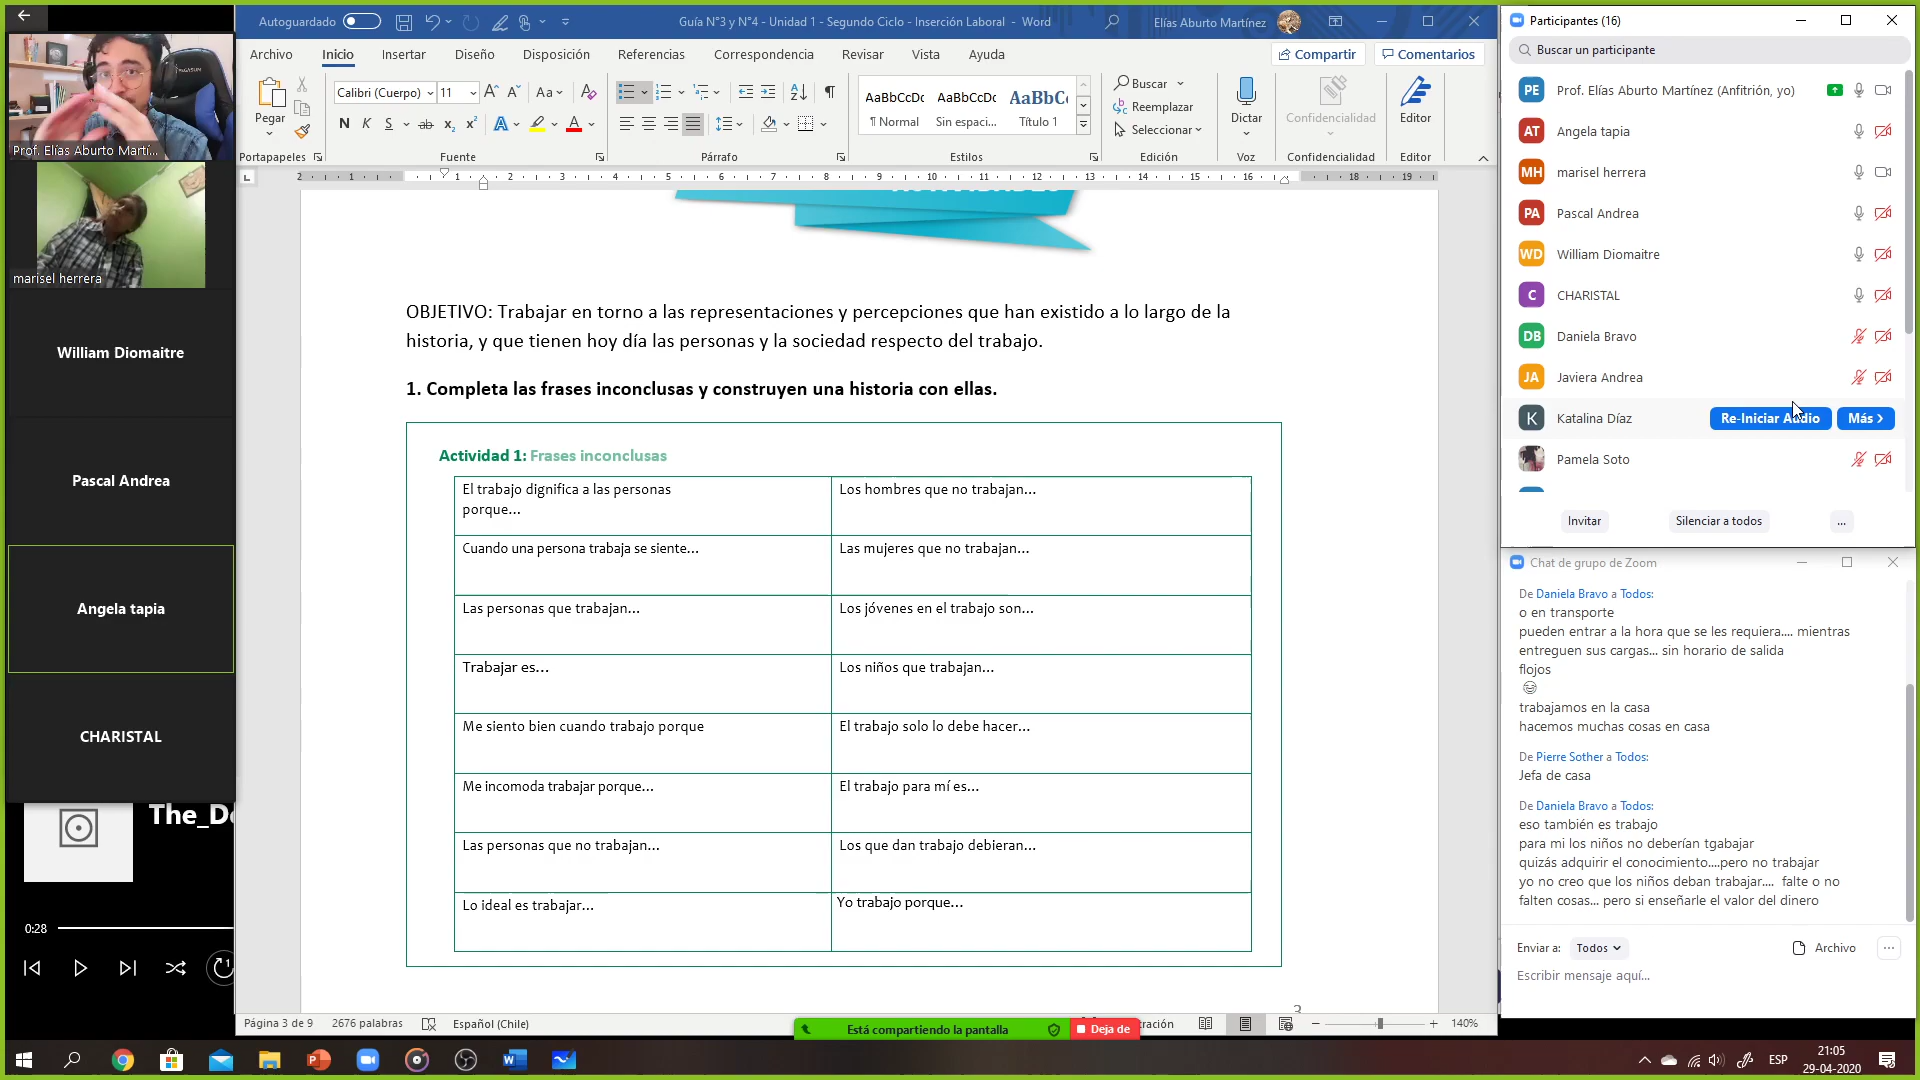 Autoguardado
Guía N°3 y N°4 - Unidad 1 - Segundo Ciclo - Inserción Laboral - Word
Elías Aburto Martínez
Archivo Inicio Insertar Diseño Disposición Referencias Correspondencia Revisar Vista Ayuda
Compartir
Comentarios
Pegar
Portapapeles
Calibri (Cuerpo)
11
N K S ab x₂ x²
Fuente
Párrafo
AaBbCcDc AaBbCcDc AaBbC
¶ Normal Sin espaci... Título 1
Estilos
Buscar
Reemplazar
Seleccionar
Edición
Dictar
Voz
Confidencialidad
Confidencialidad
Editor
Editor
Prof. Elías Aburto Martí...
marisel herrera
William Diomaitre
Pascal Andrea
Angela tapia
CHARISTAL
0:28
OBJETIVO: Trabajar en torno a las representaciones y percepciones que han existido a lo largo de la
historia, y que tienen hoy día las personas y la sociedad respecto del trabajo.
1. Completa las frases inconclusas y construyen una historia con ellas.
Actividad 1: Frases inconclusas
El trabajo dignifica a las personas
porque...
Los hombres que no trabajan...
Cuando una persona trabaja se siente...
Las mujeres que no trabajan...
Las personas que trabajan...
Los jóvenes en el trabajo son...
Trabajar es...
Los niños que trabajan...
Me siento bien cuando trabajo porque
El trabajo solo lo debe hacer...
Me incomoda trabajar porque...
El trabajo para mí es...
Las personas que no trabajan...
Los que dan trabajo debieran...
Lo ideal es trabajar...
Yo trabajo porque...
Página 3 de 9
2676 palabras
Español (Chile)
Está compartiendo la pantalla
Deja de
140%
Participantes (16)
Buscar un participante
PE Prof. Elías Aburto Martínez (Anfitrión, yo)
AT Angela tapia
MH marisel herrera
PA Pascal Andrea
WD William Diomaitre
C CHARISTAL
DB Daniela Bravo
JA Javiera Andrea
K Katalina Díaz
Re-Iniciar Audio
Más >
Pamela Soto
Invitar
Silenciar a todos
...
Chat de grupo de Zoom
De Daniela Bravo a Todos:
o en transporte
pueden entrar a la hora que se les requiera.... mientras
entreguen sus cargas... sin horario de salida
flojos
trabajamos en la casa
hacemos muchas cosas en casa
De Pierre Sother a Todos:
Jefa de casa
De Daniela Bravo a Todos:
eso también es trabajo
para mi los niños no deberían tgabajar
quizás adquirir el conocimiento....pero no trabajar
yo no creo que los niños deban trabajar.... falte o no
falten cosas... pero si enseñarle el valor del dinero
Enviar a: Todos
Archivo
Escribir mensaje aquí...
ESP
21:05
29-04-2020